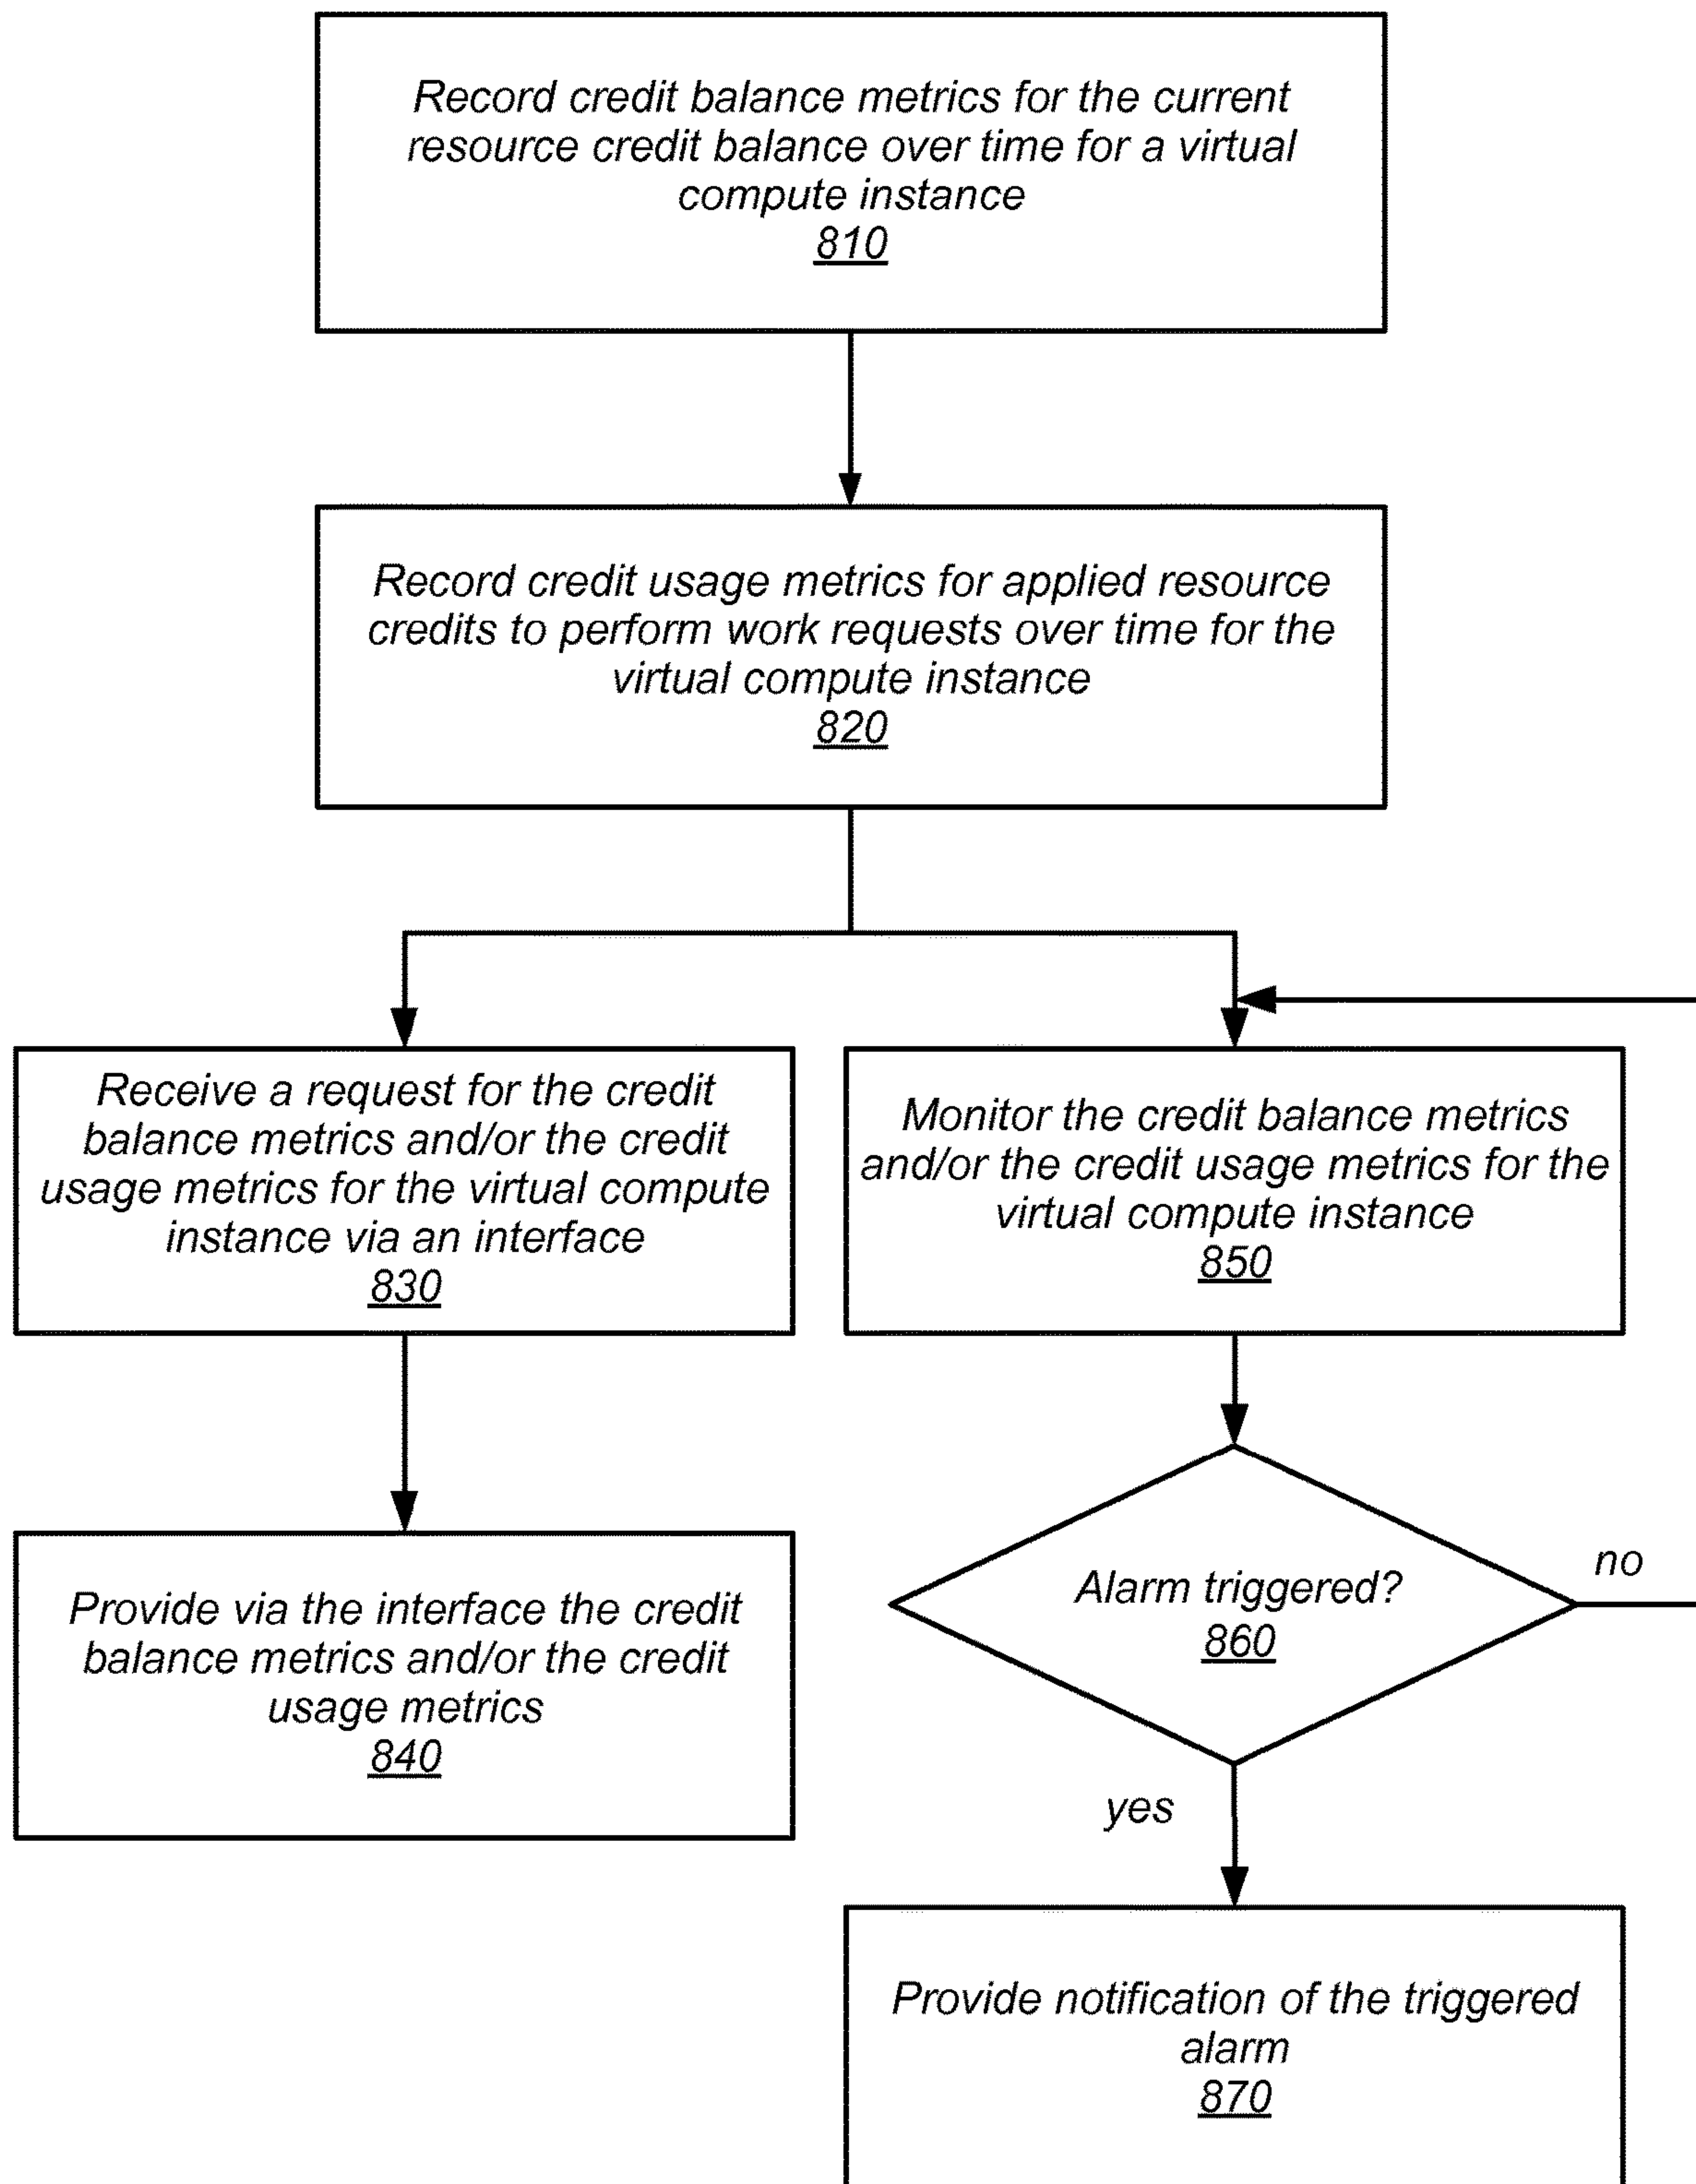 Record credit balance metrics for the current
resource credit balance over time for a virtual
compute instance
810
Record credit usage metrics for applied resource
credits to perform work requests over time for the
virtual compute instance
820
Receive a request for the credit
balance metrics and/or the credit
usage metrics for the virtual compute
instance via an interface
830
Provide via the interface the credit
balance metrics and/or the credit
usage metrics
840
Monitor the credit balance metrics
and/or the credit usage metrics for the
virtual compute instance
850
Alarm triggered?
860
no
yes
Provide notification of the triggered
alarm
870